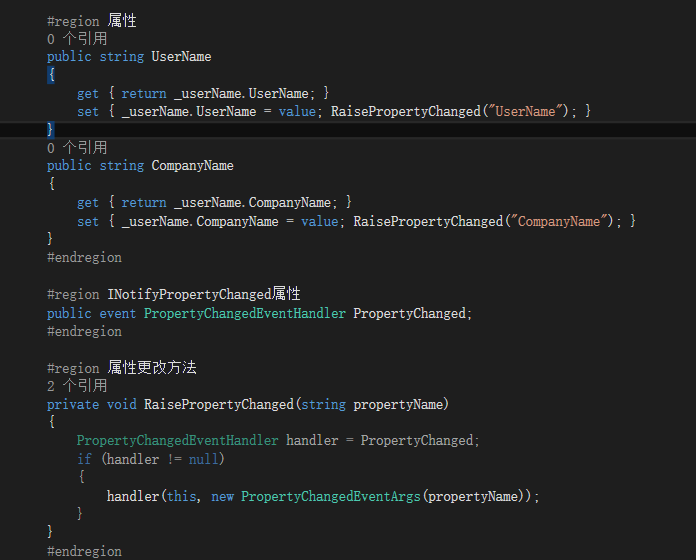 #region 属性
0 个引用
public string UserName
{
get { return _userName.UserName; }
set { _userName.UserName = value; RaisePropertyChanged("UserName"); }
}
0 个引用
public string CompanyName
{
get { return _userName.CompanyName; }
set { _userName.CompanyName = value; RaisePropertyChanged("CompanyName"); }
}
#endregion
#region INotifyPropertyChanged属性
public event PropertyChangedEventHandler PropertyChanged;
#endregion
#region 属性更改方法
2 个引用
private void RaisePropertyChanged(string propertyName)
{
PropertyChangedEventHandler handler = PropertyChanged;
if (handler != null)
{
handler(this, new PropertyChangedEventArgs(propertyName));
}
}
#endregion